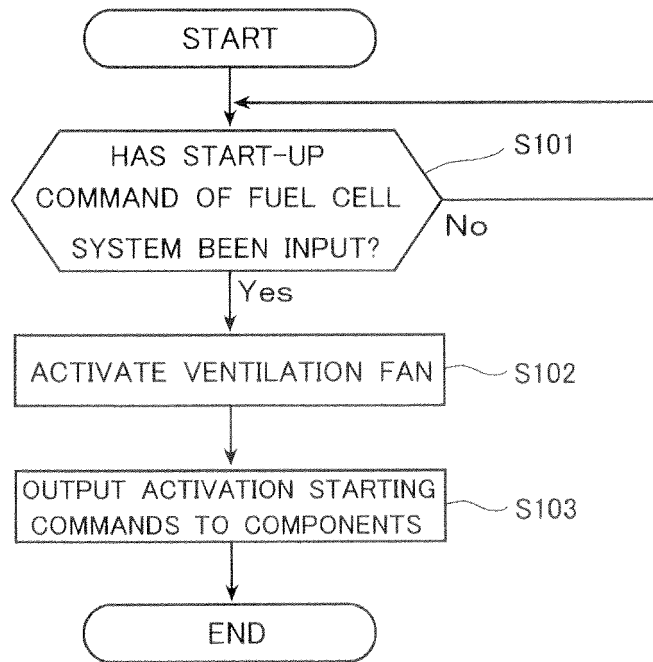 START
HAS START-UP
COMMAND OF FUEL CELL
SYSTEM BEEN INPUT?
S101
No
Yes
ACTIVATE VENTILATION FAN
S102
OUTPUT ACTIVATION STARTING
COMMANDS TO COMPONENTS
S103
END